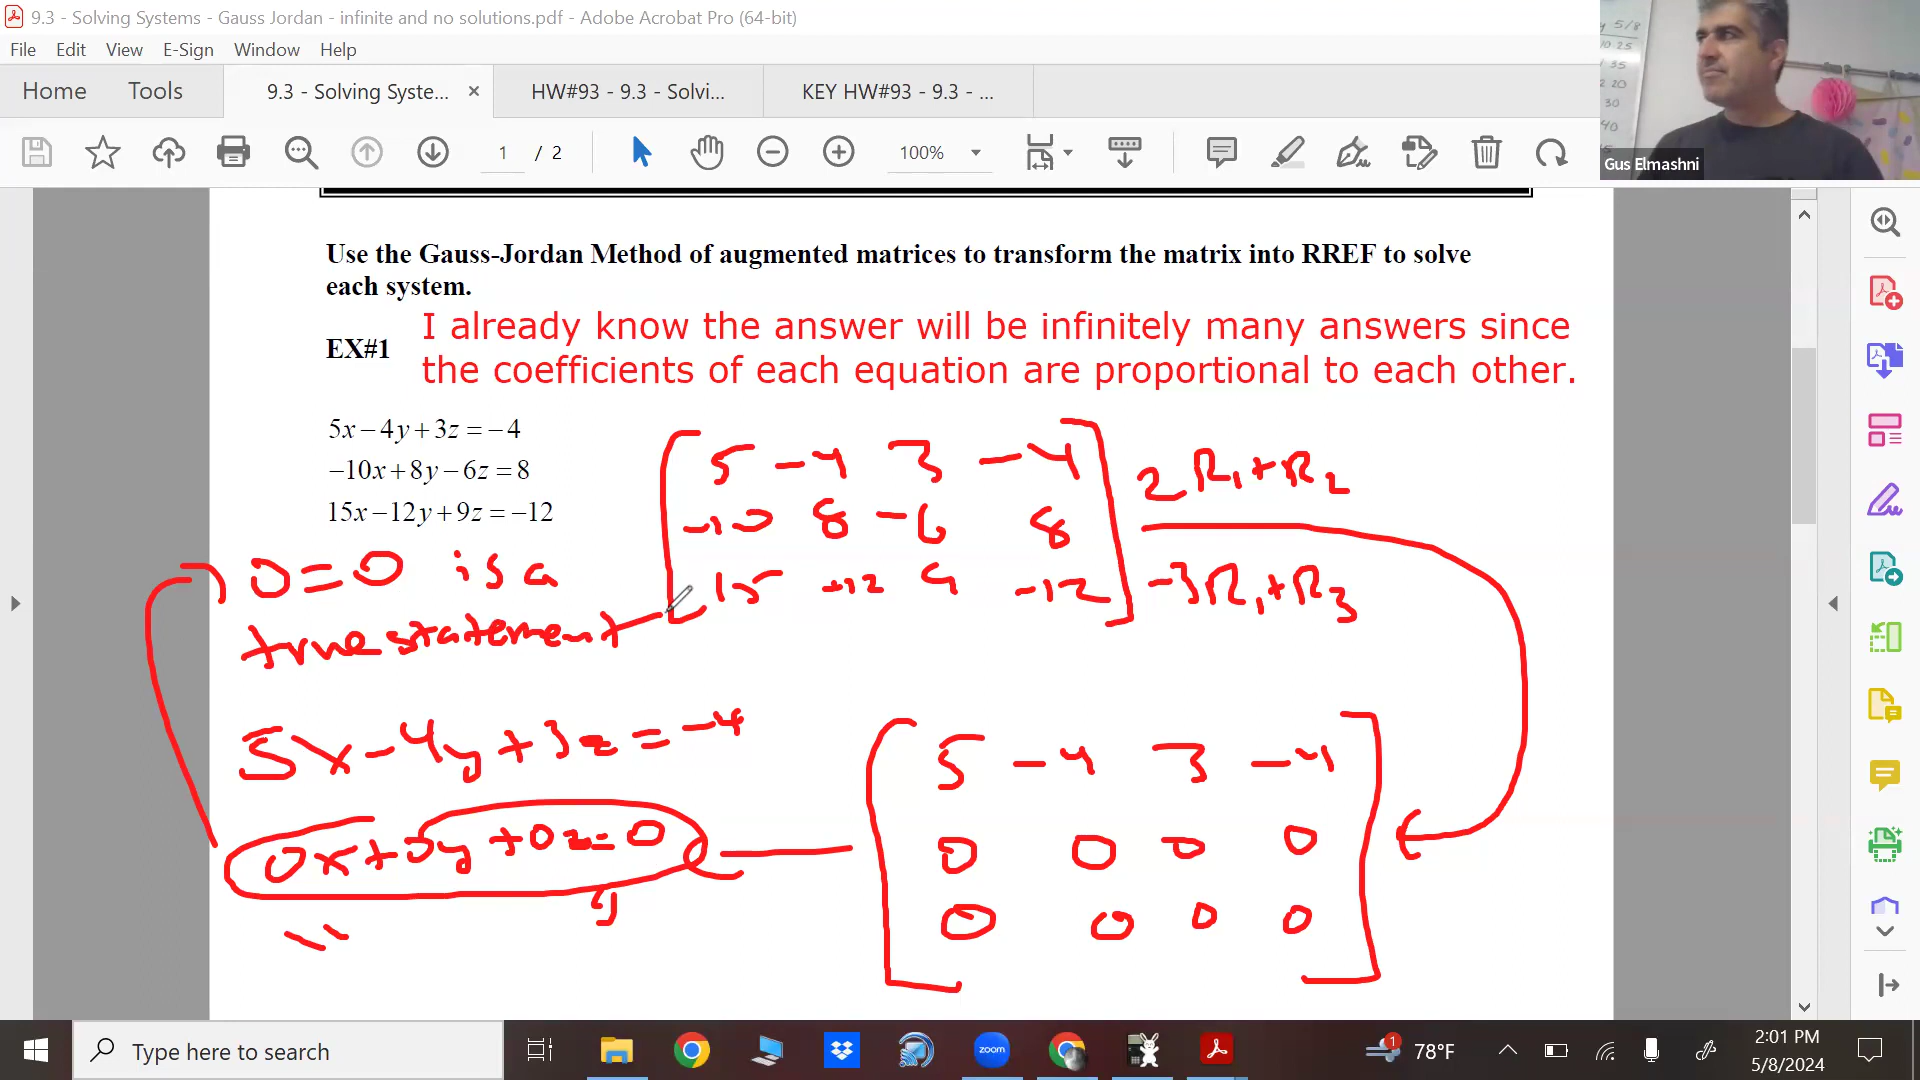 9.3 - Solving Systems - Gauss Jordan - infinite and no solutions.pdf - Adobe Acrobat Pro (64-bit)
File Edit View E-Sign Window Help
Home Tools 9.3 - Solving Syste... × HW#93 - 9.3 - Solvi... KEY HW#93 - 9.3 - ...
1 / 2 100%
Gus Elmashni
Use the Gauss-Jordan Method of augmented matrices to transform the matrix into RREF to solve
each system.
I already know the answer will be infinitely many answers since
EX#1
the coefficients of each equation are proportional to each other.
5x − 4y + 3z = −4
−10x + 8y − 6z = 8
15x − 12y + 9z = −12
5 −4 3 −4
−10 8 −6 8
15 −12 9 −12
2R1+R2
−3R1+R3
0=0 is a
true statement
5x − 4y + 3z = −4
0x + 0y + 0z = 0
5 −4 3 −4
0 0 0 0
0 0 0 0
Type here to search
zoom
1
78°F
2:01 PM
5/8/2024